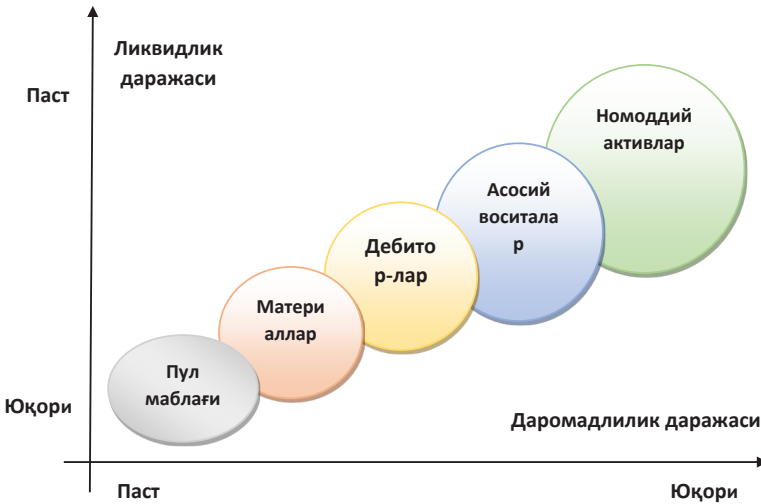 Ликвидлик
даражаси
Паст
Номоддий
активлар
Асосий
воситала
р
Дебито
р-лар
Матери
аллар
Пул
маблағи
Юқори
Даромадлилик даражаси
Паст
Юқори